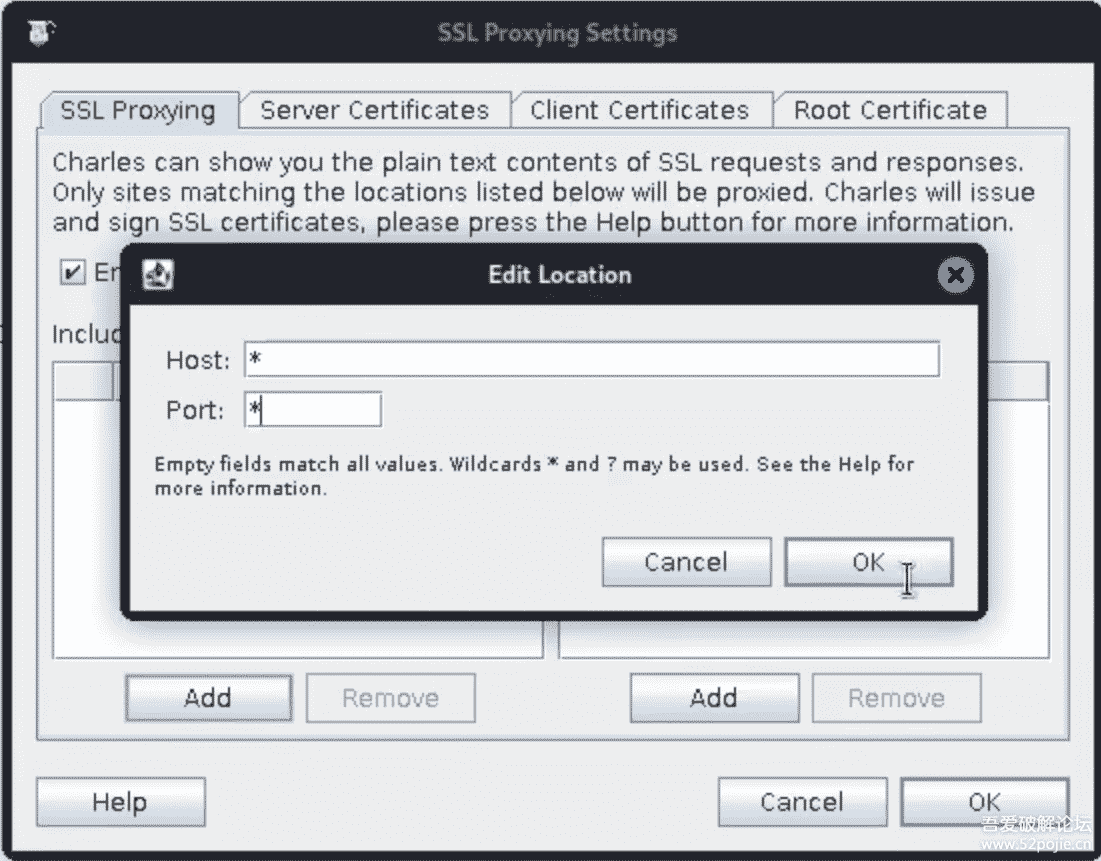 SSL Proxying Settings
SSL Proxying
Server Certificates
Client Certificates
Root Certificate
Charles can show you the plain text contents of SSL requests and responses.
Only sites matching the locations listed below will be proxied. Charles will issue
and sign SSL certificates, please press the Help button for more information.
Edit Location
Host: *
Port: *
Empty fields match all values. Wildcards * and ? may be used. See the Help for
more information.
Cancel
OK
Add
Remove
Add
Remove
Help
Cancel
OK
吾爱破解论坛
www.52pojie.cn